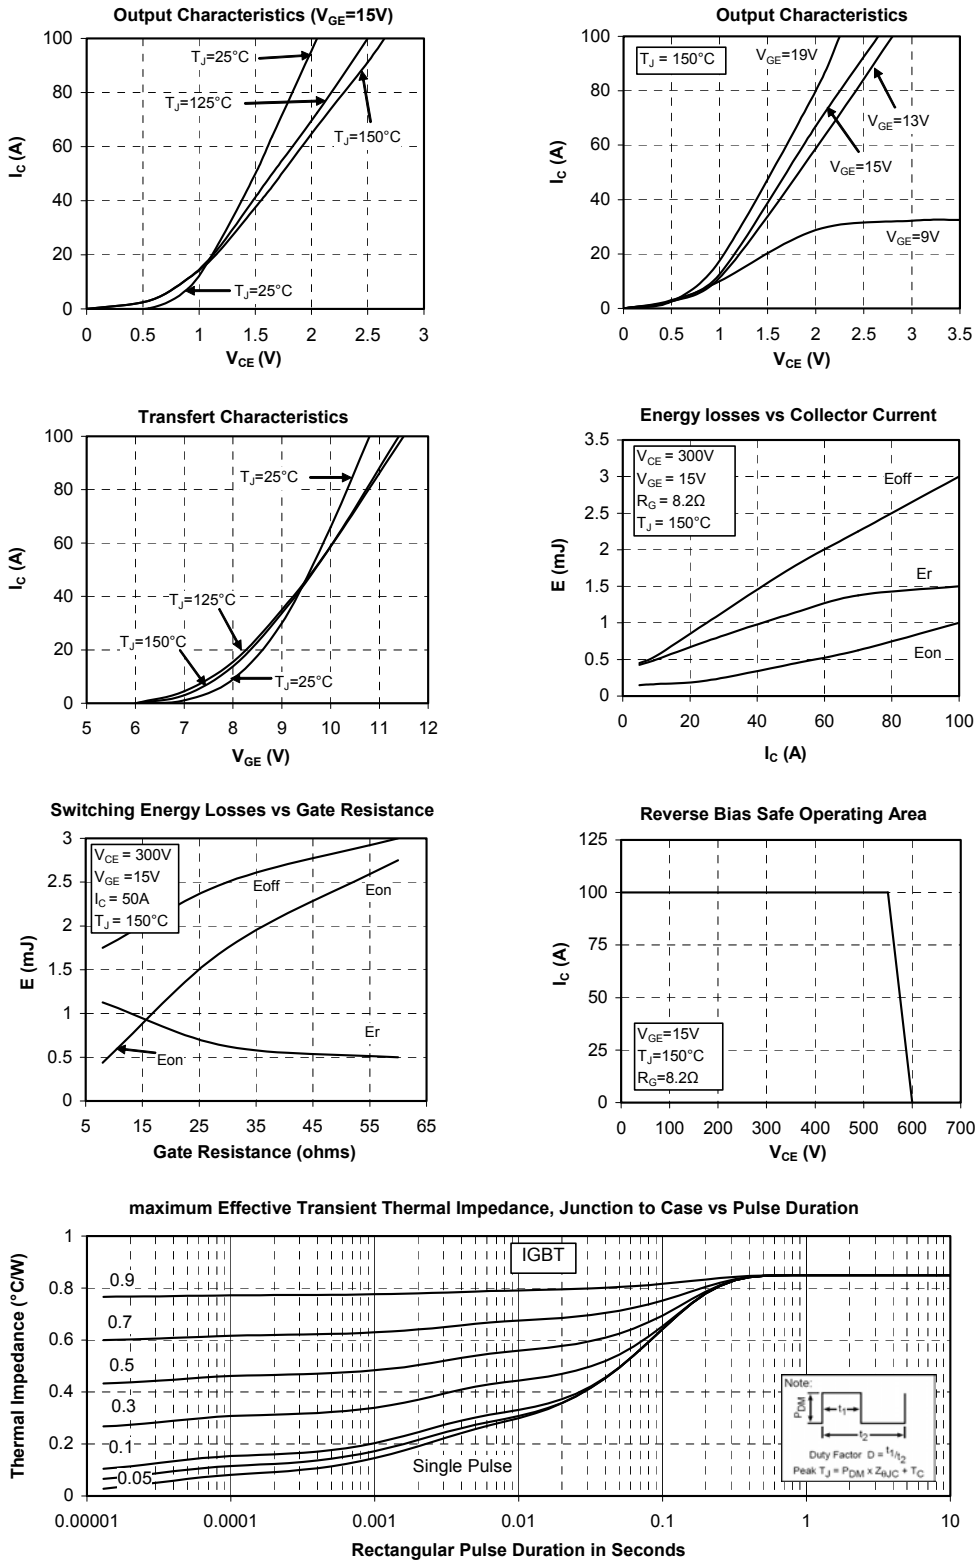 Output Characteristics (VGE=15V)
100
80
60
40
20
0
IC (A)
TJ=25°C
TJ=125°C
TJ=150°C
TJ=25°C
0 0.5 1 1.5 2 2.5 3
VCE (V)
Output Characteristics
100
80
60
40
20
0
IC (A)
TJ = 150°C
VGE=19V
VGE=13V
VGE=15V
VGE=9V
0 0.5 1 1.5 2 2.5 3 3.5
VCE (V)
Transfert Characteristics
100
80
60
40
20
0
IC (A)
TJ=25°C
TJ=125°C
TJ=150°C
TJ=25°C
5 6 7 8 9 10 11 12
VGE (V)
Energy losses vs Collector Current
3.5
3
2.5
2
1.5
1
0.5
0
E (mJ)
VCE = 300V
VGE = 15V
RG = 8.2Ω
TJ = 150°C
Eoff
Er
Eon
0 20 40 60 80 100
IC (A)
Switching Energy Losses vs Gate Resistance
3
2.5
2
1.5
1
0.5
0
E (mJ)
VCE = 300V
VGE =15V
IC = 50A
TJ = 150°C
Eoff
Eon
Er
Eon
5 15 25 35 45 55 65
Gate Resistance (ohms)
Reverse Bias Safe Operating Area
125
100
75
50
25
0
IC (A)
VGE=15V
TJ=150°C
RG=8.2Ω
0 100 200 300 400 500 600 700
VCE (V)
maximum Effective Transient Thermal Impedance, Junction to Case vs Pulse Duration
1
0.8
0.6
0.4
0.2
0
Thermal Impedance (°C/W)
IGBT
0.9
0.7
0.5
0.3
0.1
0.05
Single Pulse
Note:
PDM
t1
t2
Duty Factor D = t1/t2
Peak TJ = PDM x ZθJC + TC
0.00001 0.0001 0.001 0.01 0.1 1 10
Rectangular Pulse Duration in Seconds